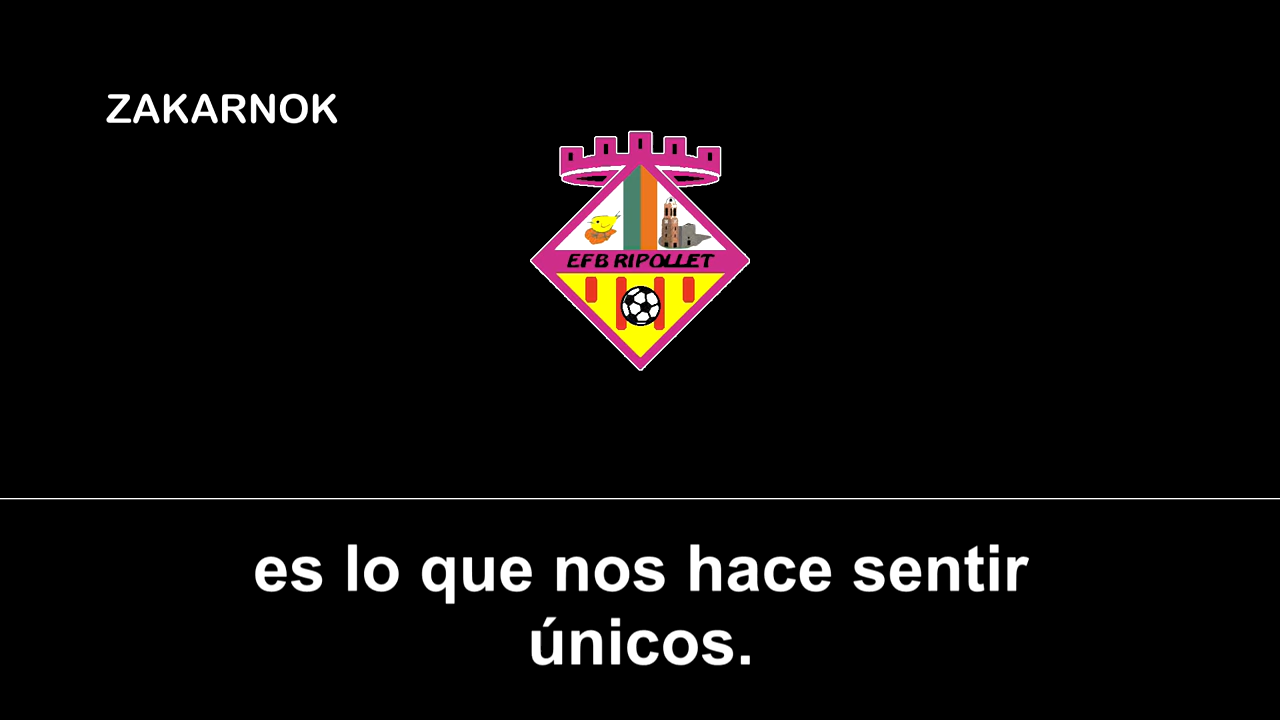 ZAKARNOK
EFB RIPOLLET
es lo que nos hace sentir
únicos.